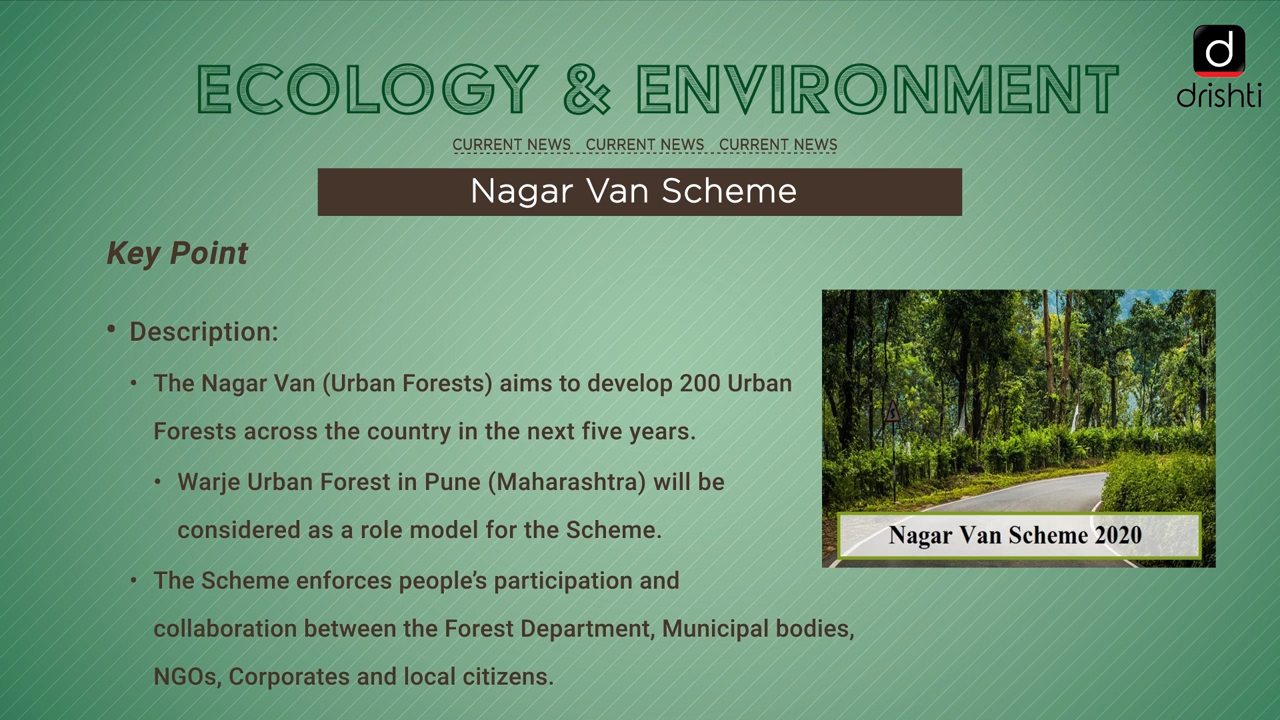 ECOLOGY & ENVIRONMENT
d
drishti
CURRENT NEWS CURRENT NEWS CURRENT NEWS
Nagar Van Scheme
Key Point
• Description:
• The Nagar Van (Urban Forests) aims to develop 200 Urban
Forests across the country in the next five years.
• Warje Urban Forest in Pune (Maharashtra) will be
considered as a role model for the Scheme.
• The Scheme enforces people’s participation and
collaboration between the Forest Department, Municipal bodies,
NGOs, Corporates and local citizens.
Nagar Van Scheme 2020